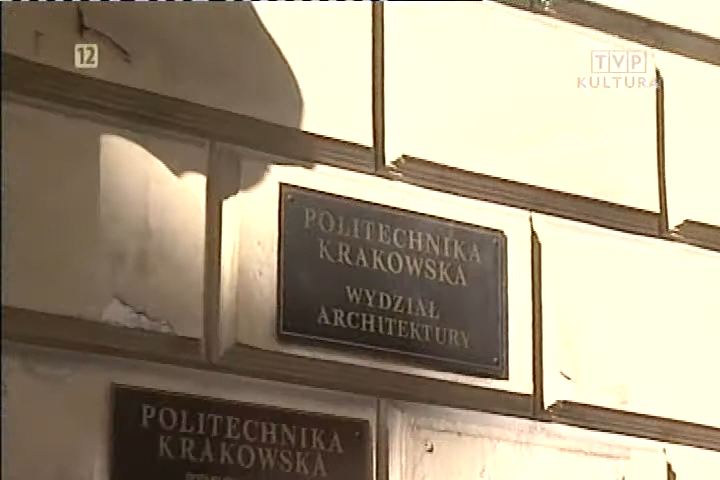 12
TVP
KULTURA
POLITECHNIKA
KRAKOWSKA
WYDZIAŁ
ARCHITEKTURY
POLITECHNIKA
KRAKOWSKA